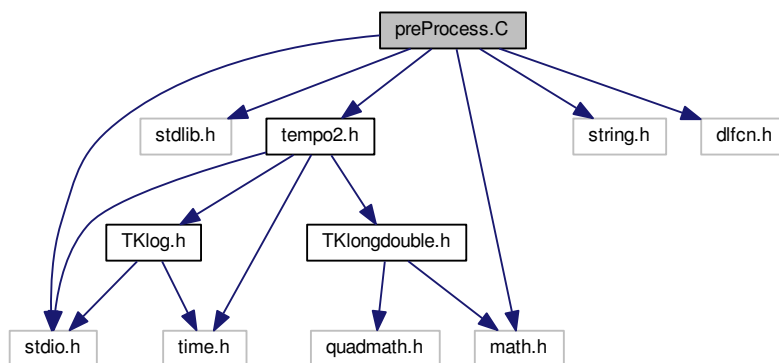 preProcess.C
stdlib.h
tempo2.h
string.h
dlfcn.h
TKlog.h
TKlongdouble.h
stdio.h
time.h
quadmath.h
math.h